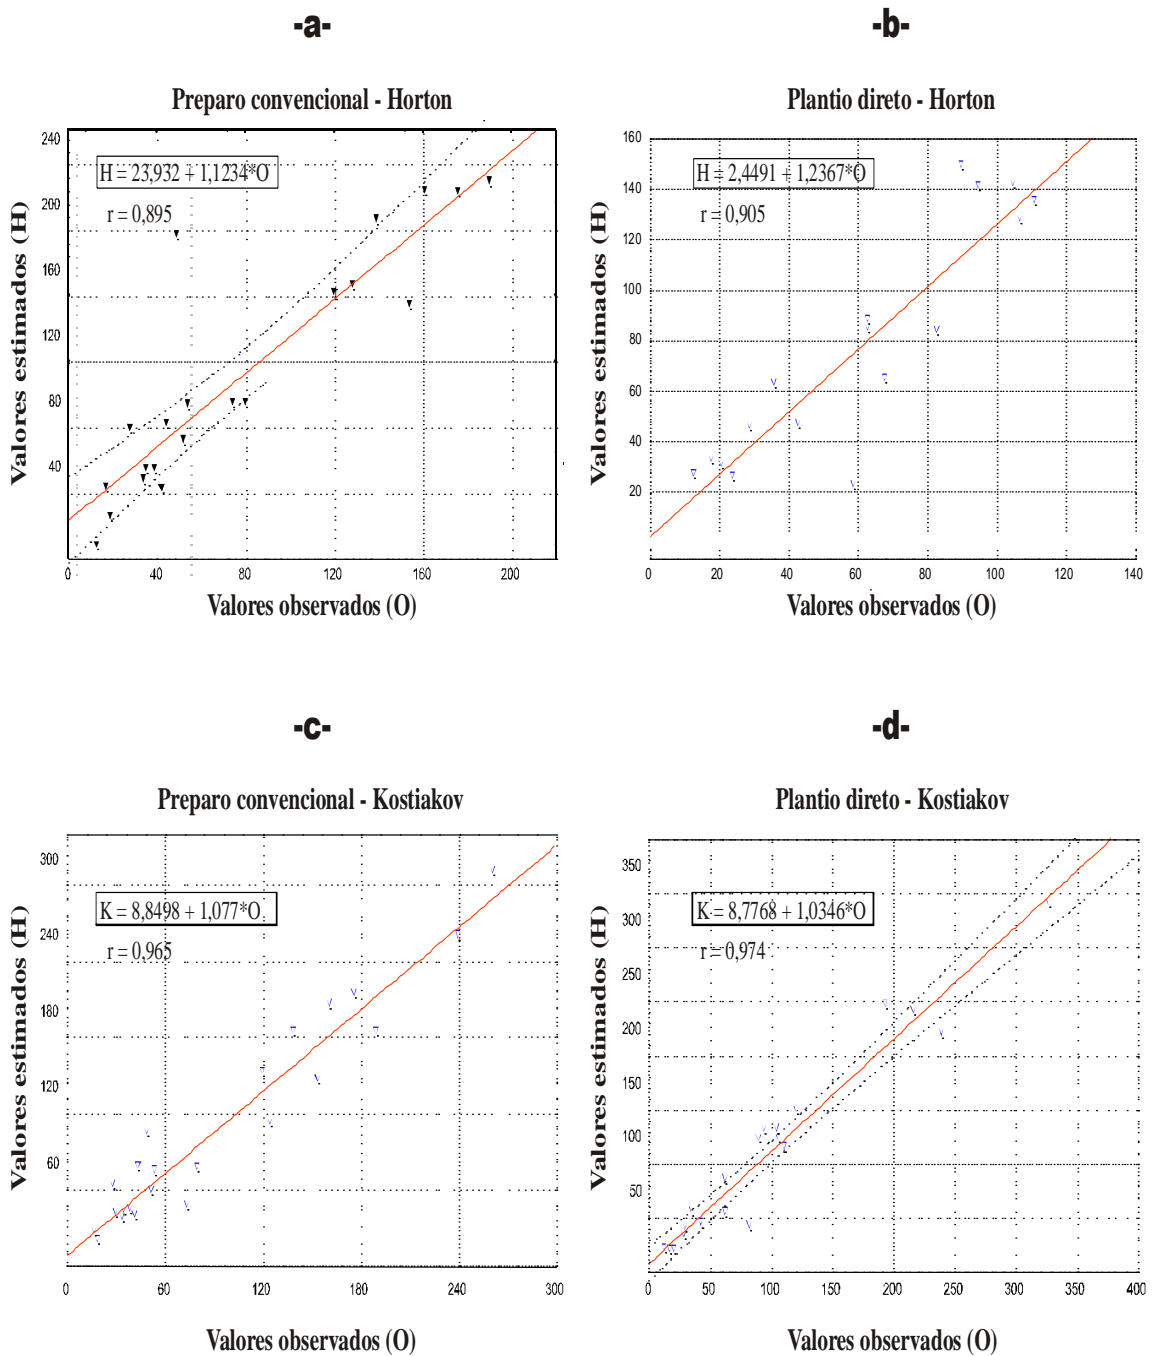 -a-
Preparo convencional - Horton
H = 23,932 + 1,1234*O
r = 0,895
240
200
160
120
80
40
0 40 80 120 160 200
Valores estimados (H)
Valores observados (O)
-b-
Plantio direto - Horton
H = 2,4491 + 1,2367*O
r = 0,905
160
140
120
100
80
60
40
20
0 20 40 60 80 100 120 140
Valores estimados (H)
Valores observados (O)
-c-
Preparo convencional - Kostiakov
K = 8,8498 + 1,077*O
r = 0,965
300
240
180
120
60
0 60 120 180 240 300
Valores estimados (H)
Valores observados (O)
-d-
Plantio direto - Kostiakov
K = 8,7768 + 1,0346*O
r = 0,974
350
300
250
200
150
100
50
0 50 100 150 200 250 300 350 400
Valores estimados (H)
Valores observados (O)